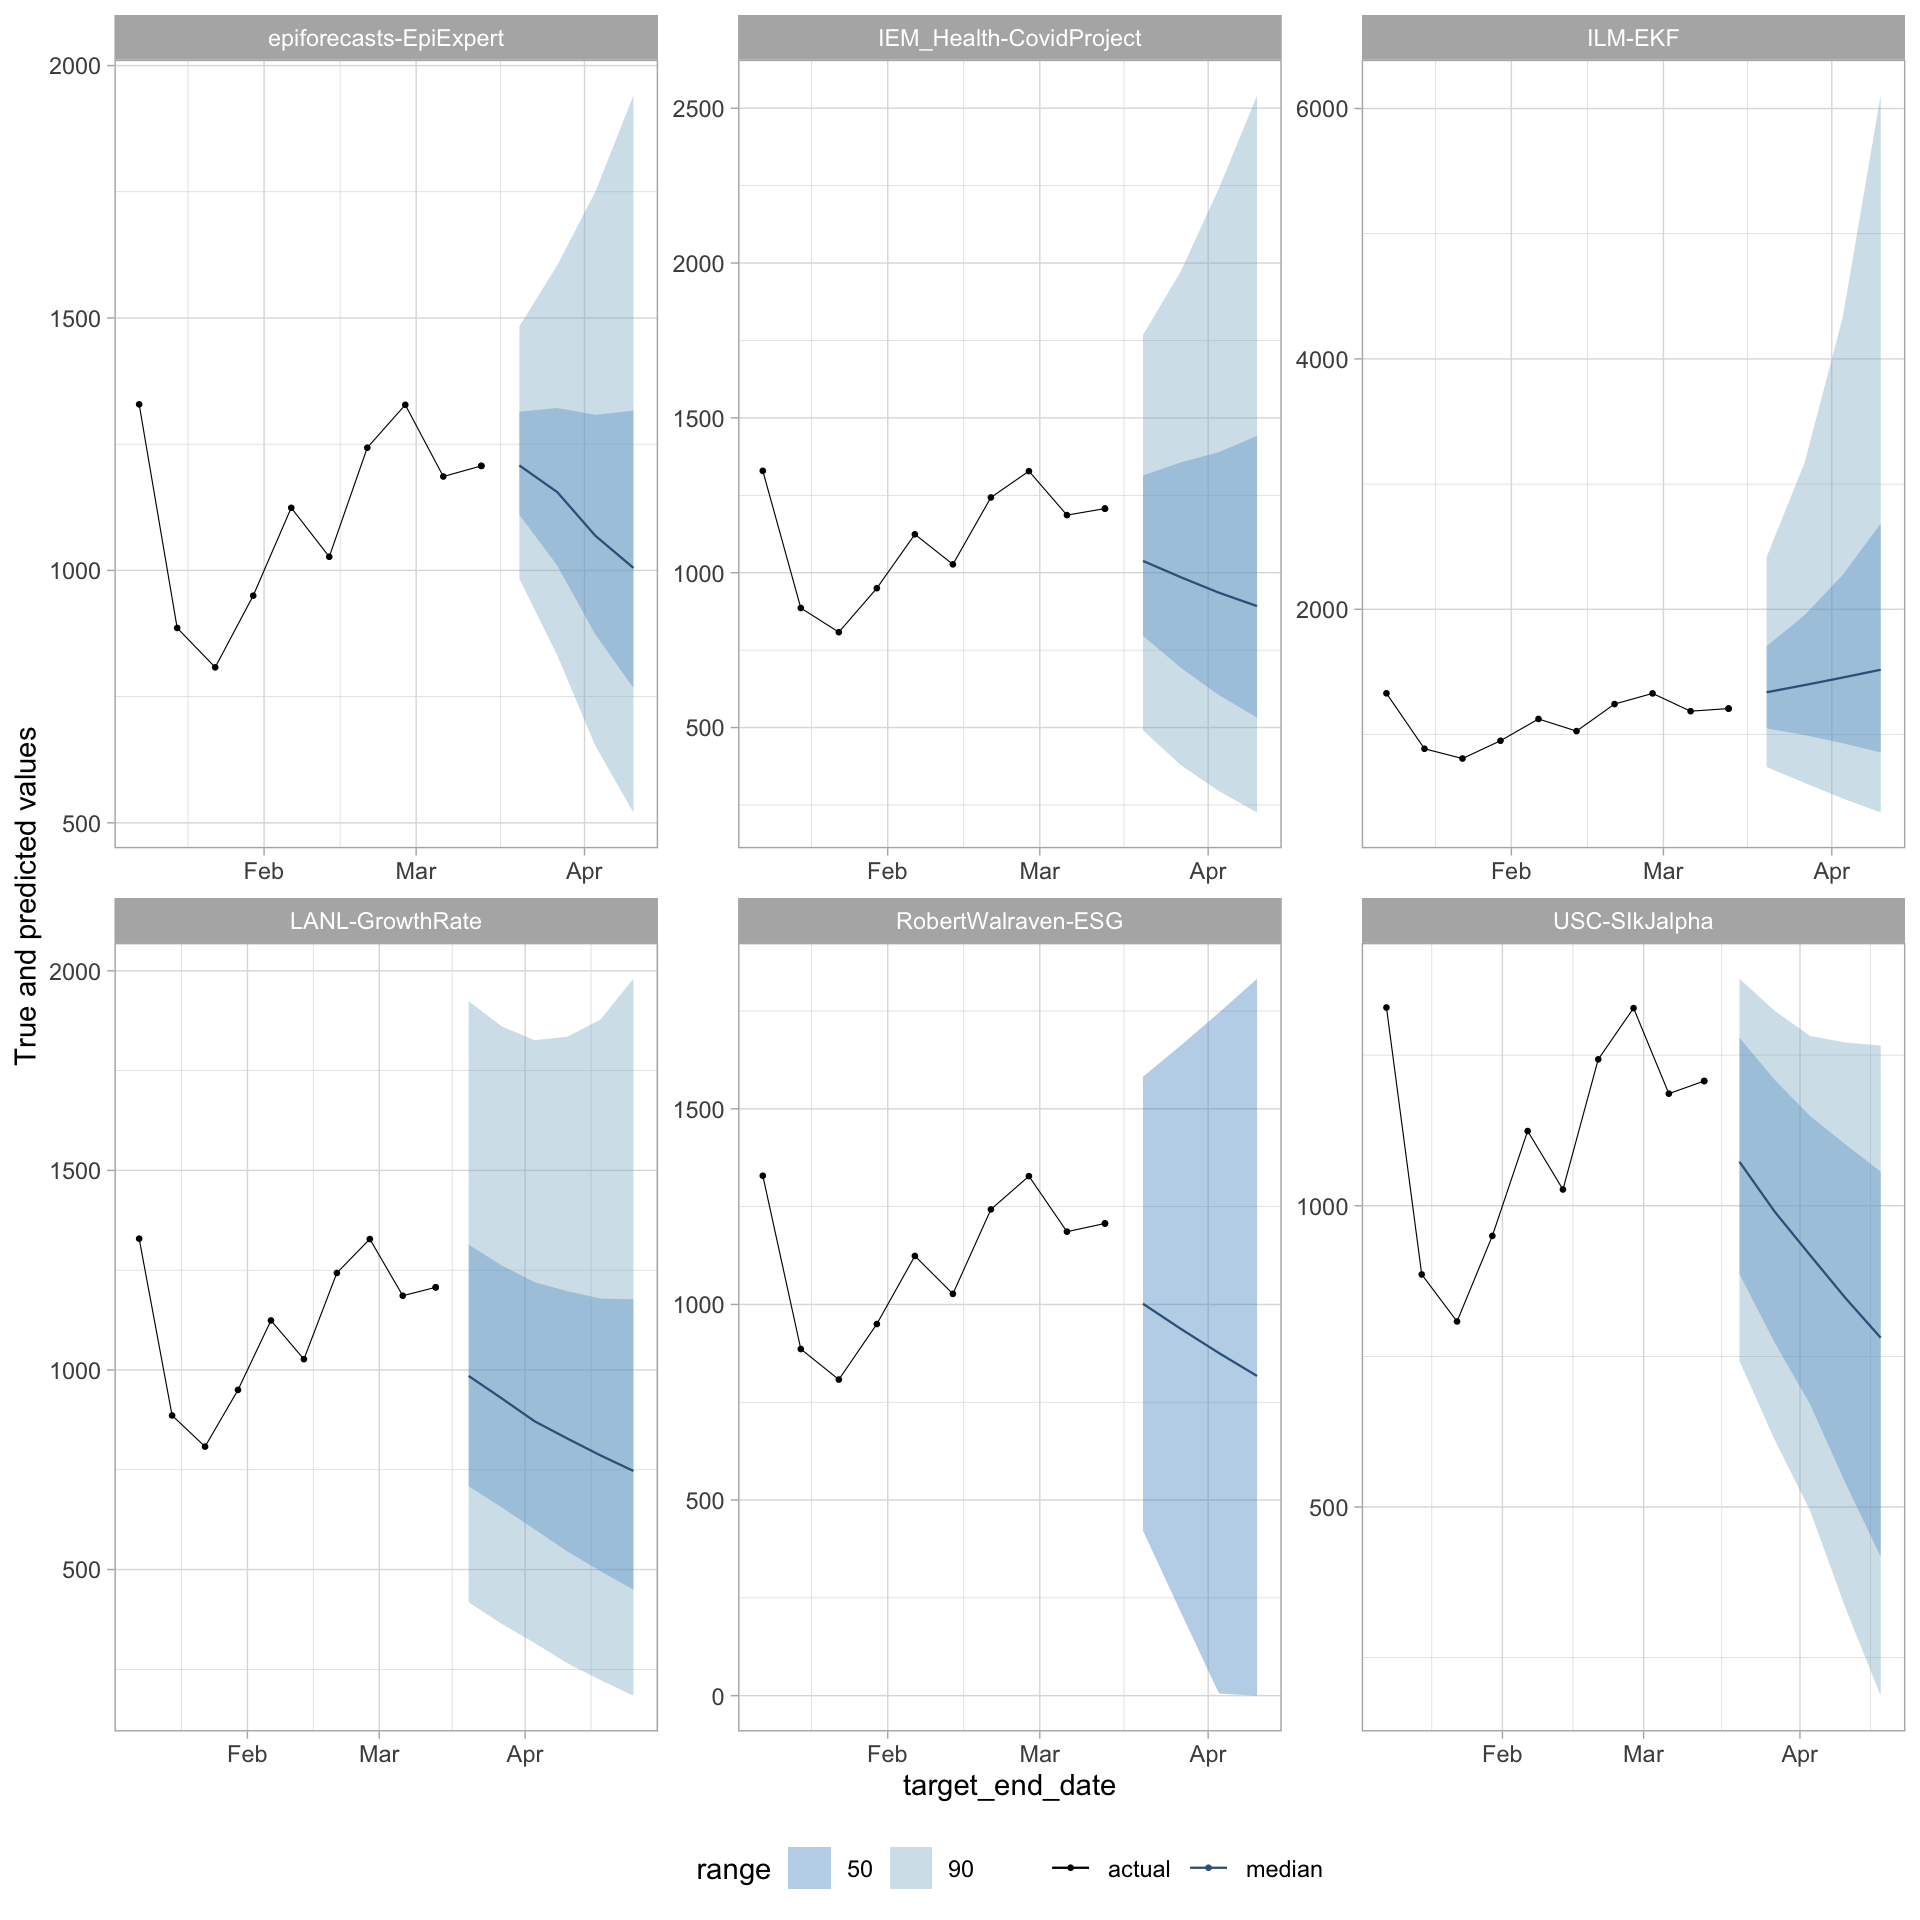 epiforecasts-EpiExpert
IEM_Health-CovidProject
ILM-EKF
2000
1500
1000
500
Feb Mar Apr
2500
2000
1500
1000
500
Feb Mar Apr
6000
4000
2000
Feb Mar Apr
True and predicted values
LANL-GrowthRate
RobertWalraven-ESG
USC-SIkJalpha
2000
1500
1000
500
Feb Mar Apr
1500
1000
500
0
Feb Mar Apr
1000
500
Feb Mar Apr
target_end_date
range 50 90 actual median